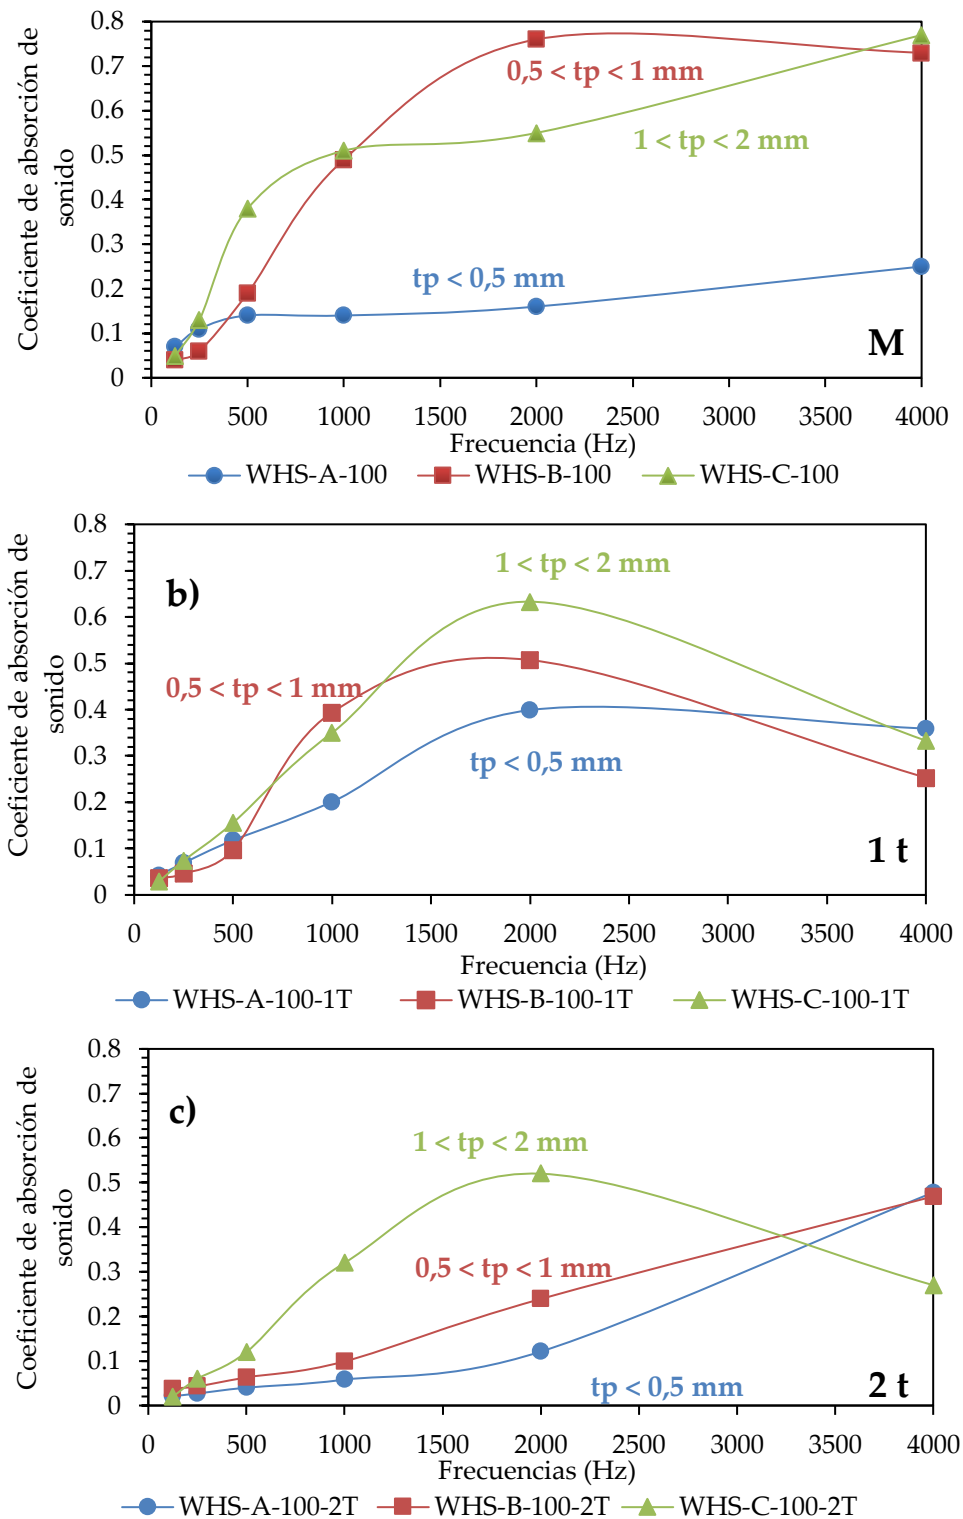 Coeficiente de absorción de
sonido
0.8
0.7
0.6
0.5
0.4
0.3
0.2
0.1
0
0,5 < tp < 1 mm
1 < tp < 2 mm
tp < 0,5 mm
M
0 500 1000 1500 2000 2500 3000 3500 4000
Frecuencia (Hz)
WHS-A-100 WHS-B-100 WHS-C-100
Coeficiente de absorción de
sonido
0.8
0.7
0.6
0.5
0.4
0.3
0.2
0.1
0
b)
1 < tp < 2 mm
0,5 < tp < 1 mm
tp < 0,5 mm
1 t
0 500 1000 1500 2000 2500 3000 3500 4000
Frecuencia (Hz)
WHS-A-100-1T WHS-B-100-1T WHS-C-100-1T
Coeficiente de absorción de
sonido
0.8
0.7
0.6
0.5
0.4
0.3
0.2
0.1
0
c)
1 < tp < 2 mm
0,5 < tp < 1 mm
tp < 0,5 mm
2 t
0 500 1000 1500 2000 2500 3000 3500 4000
Frecuencias (Hz)
WHS-A-100-2T WHS-B-100-2T WHS-C-100-2T